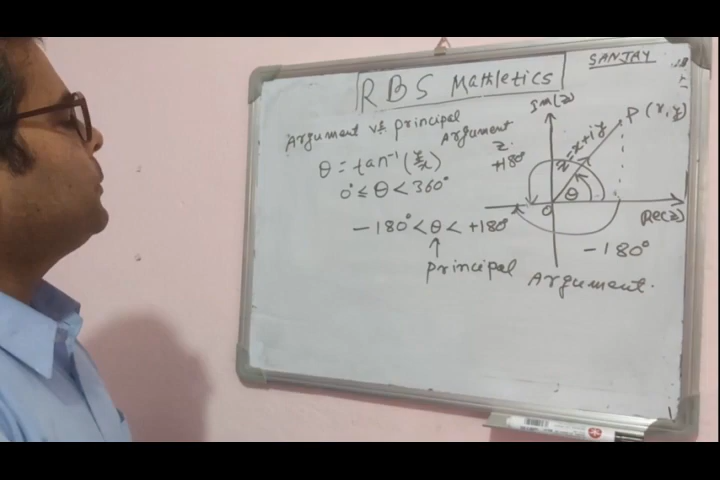 SANJAY
RBS Mathletics
Argument vs principal Argument
θ = tan⁻¹(y/x)
0° ≤ θ < 360°
-180° < θ < +180°
↑
principal Argument.
Im(z)
P (x, y)
z = x+iy
z.
+180°
θ
O
Re(z)
-180°